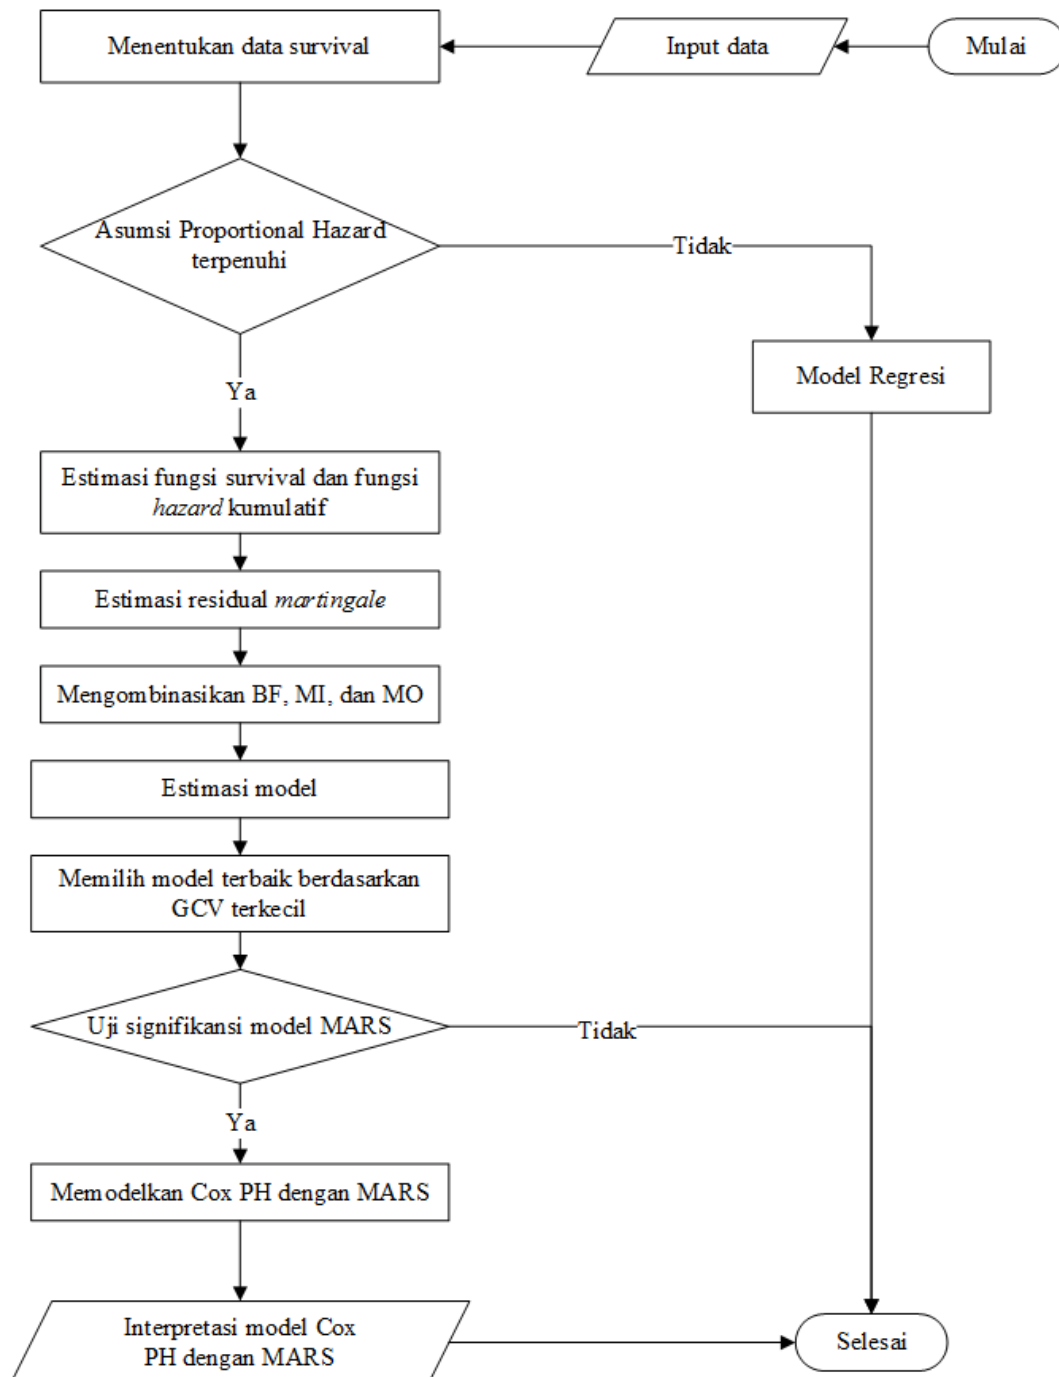 Menentukan data survival
Input data
Mulai
Asumsi Proportional Hazard
terpenuhi
Tidak
Ya
Model Regresi
Estimasi fungsi survival dan fungsi
hazard kumulatif
Estimasi residual martingale
Mengombinasikan BF, MI, dan MO
Estimasi model
Memilih model terbaik berdasarkan
GCV terkecil
Uji signifikansi model MARS
Tidak
Ya
Memodelkan Cox PH dengan MARS
Interpretasi model Cox
PH dengan MARS
Selesai